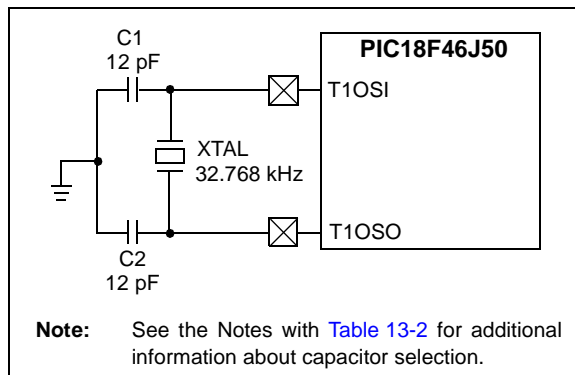 C1
12 pF
PIC18F46J50
T1OSI
XTAL
32.768 kHz
T1OSO
C2
12 pF
Note: See the Notes with Table 13-2 for additional
information about capacitor selection.